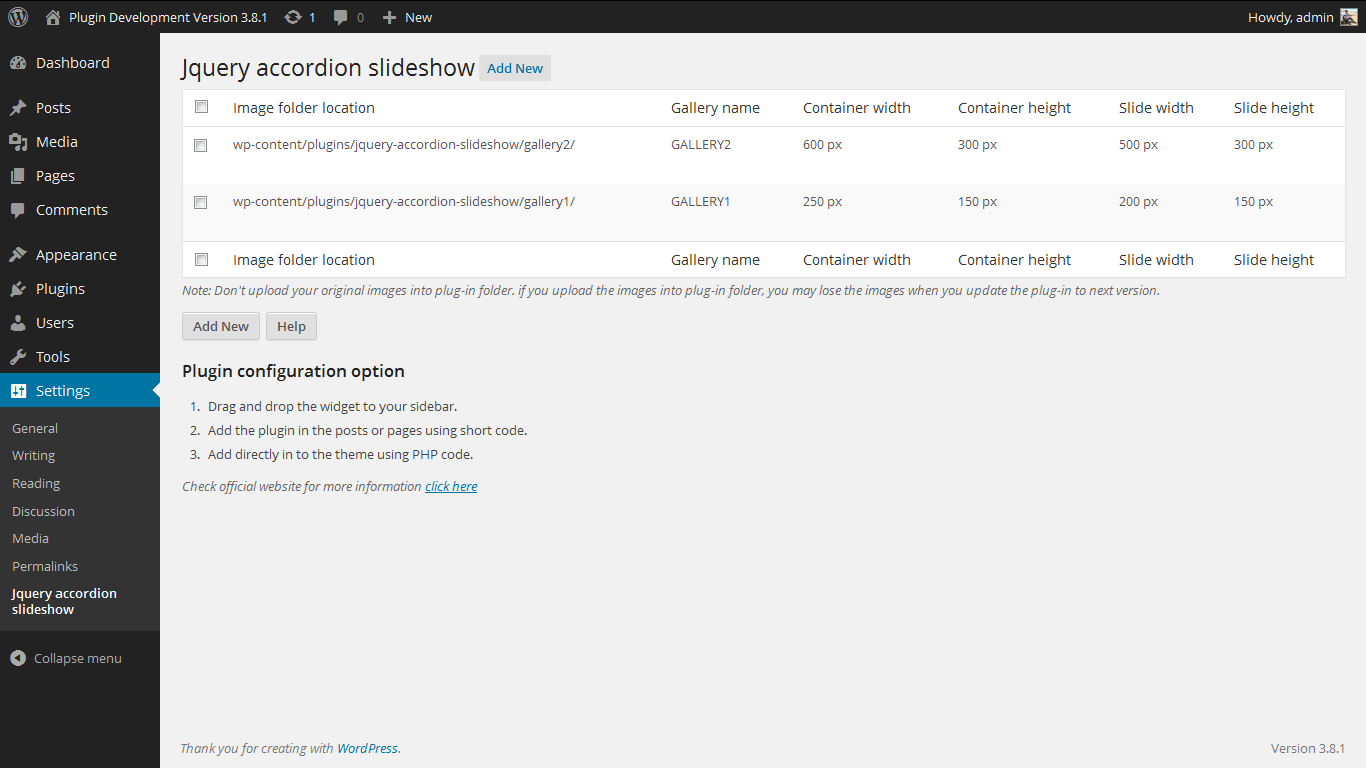 Plugin Development Version 3.8.1 1 0 New Howdy, admin
Dashboard
Posts
Media
Pages
Comments
Appearance
Plugins
Users
Tools
Settings
General
Writing
Reading
Discussion
Media
Permalinks
Jquery accordion
slideshow
Collapse menu
Jquery accordion slideshow Add New
Image folder location Gallery name Container width Container height Slide width Slide height
wp-content/plugins/jquery-accordion-slideshow/gallery2/ GALLERY2 600 px 300 px 500 px 300 px
wp-content/plugins/jquery-accordion-slideshow/gallery1/ GALLERY1 250 px 150 px 200 px 150 px
Image folder location Gallery name Container width Container height Slide width Slide height
Note: Don't upload your original images into plug-in folder. if you upload the images into plug-in folder, you may lose the images when you update the plug-in to next version.
Add New Help
Plugin configuration option
1. Drag and drop the widget to your sidebar.
2. Add the plugin in the posts or pages using short code.
3. Add directly in to the theme using PHP code.
Check official website for more information click here
Thank you for creating with WordPress. Version 3.8.1